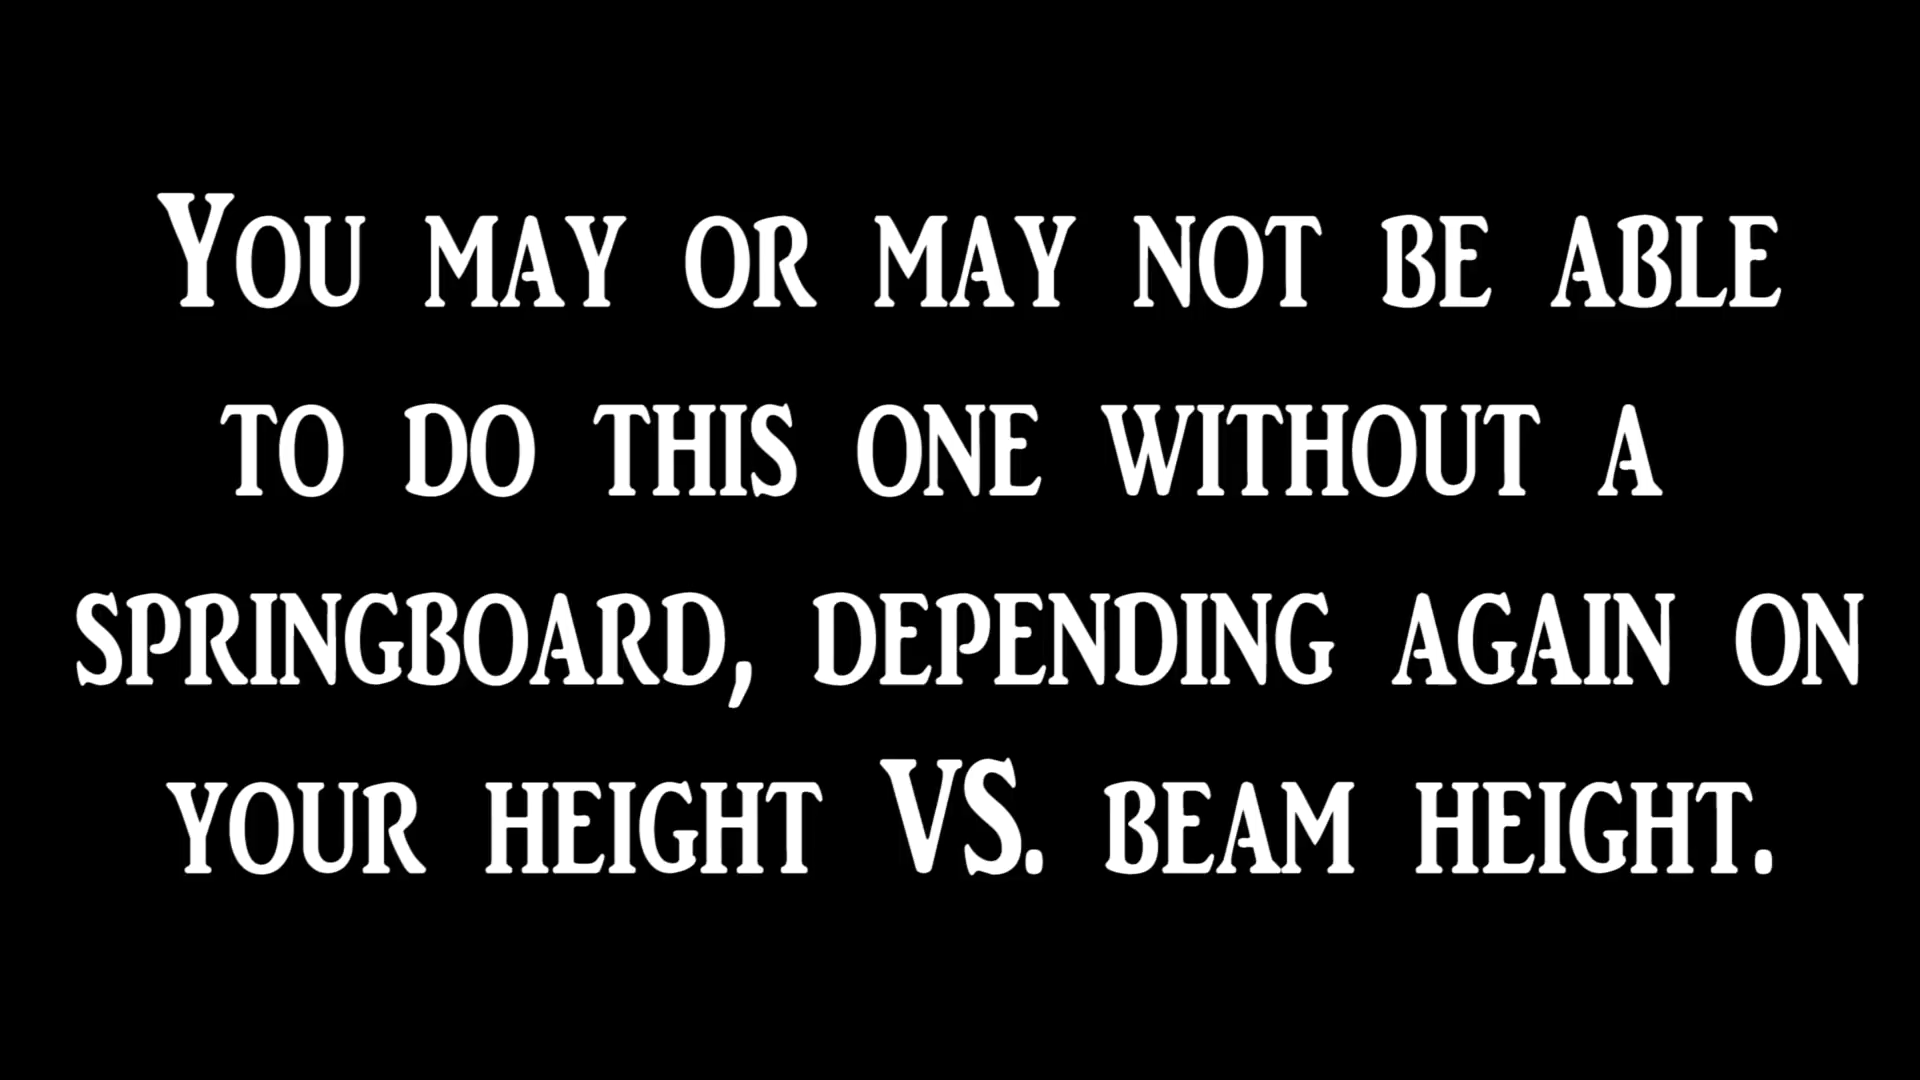 You may or may not be able
to do this one without a
springboard, depending again on
your height VS. beam height.